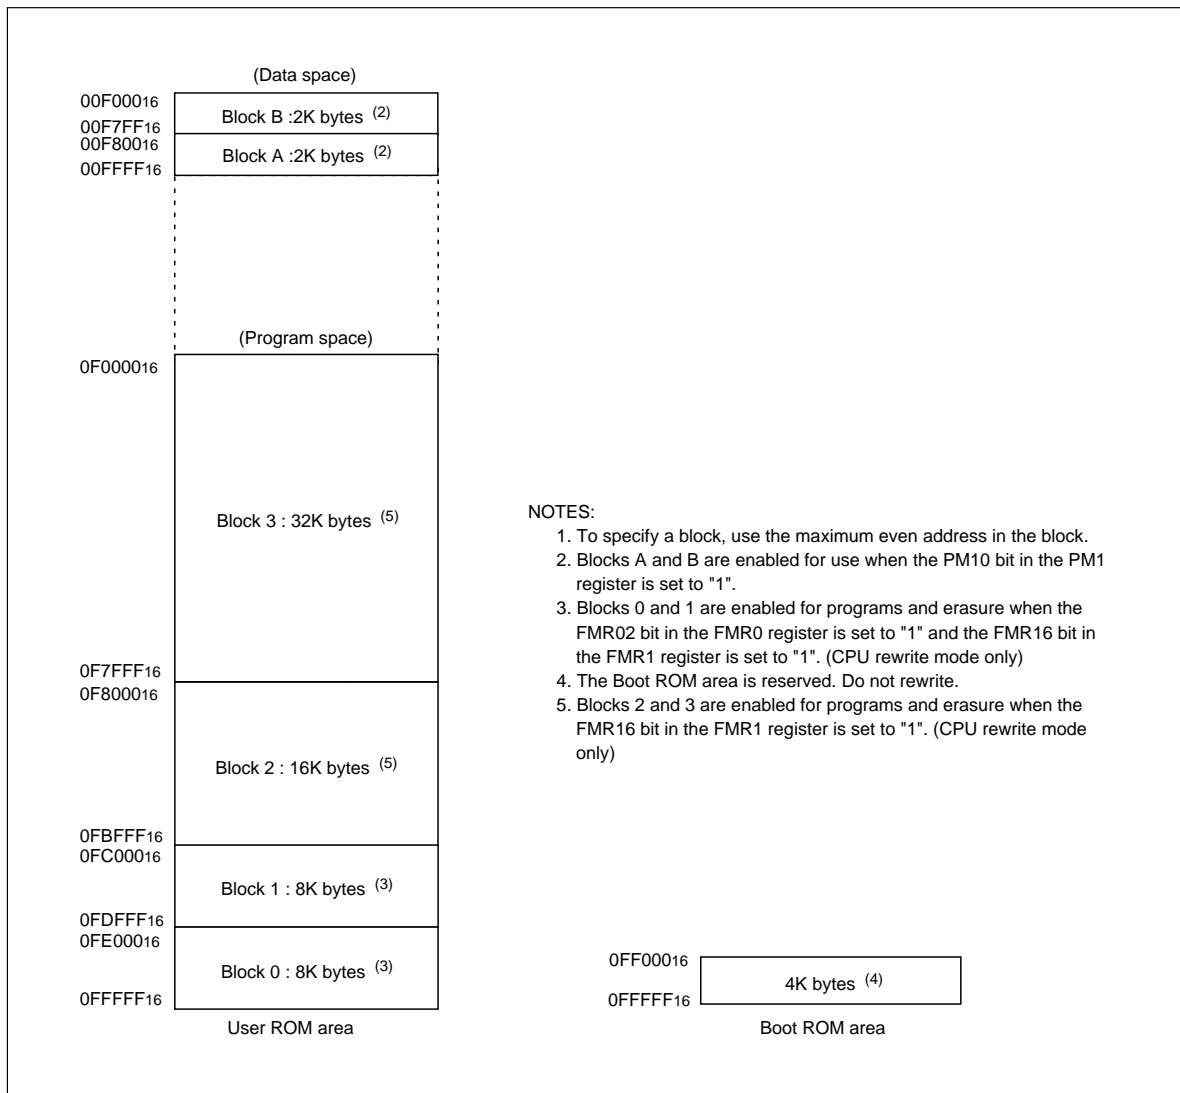 (Data space)
00F00016
Block B :2K bytes (2)
00F7FF16
00F80016
Block A :2K bytes (2)
00FFFF16
(Program space)
0F000016
Block 3 : 32K bytes (5)
0F7FFF16
0F800016
Block 2 : 16K bytes (5)
0FBFFF16
0FC00016
Block 1 : 8K bytes (3)
0FDFFF16
0FE00016
Block 0 : 8K bytes (3)
0FFFFF16
User ROM area
NOTES:
1. To specify a block, use the maximum even address in the block.
2. Blocks A and B are enabled for use when the PM10 bit in the PM1
register is set to "1".
3. Blocks 0 and 1 are enabled for programs and erasure when the
FMR02 bit in the FMR0 register is set to "1" and the FMR16 bit in
the FMR1 register is set to "1". (CPU rewrite mode only)
4. The Boot ROM area is reserved. Do not rewrite.
5. Blocks 2 and 3 are enabled for programs and erasure when the
FMR16 bit in the FMR1 register is set to "1". (CPU rewrite mode
only)
0FF00016
4K bytes (4)
0FFFFF16
Boot ROM area